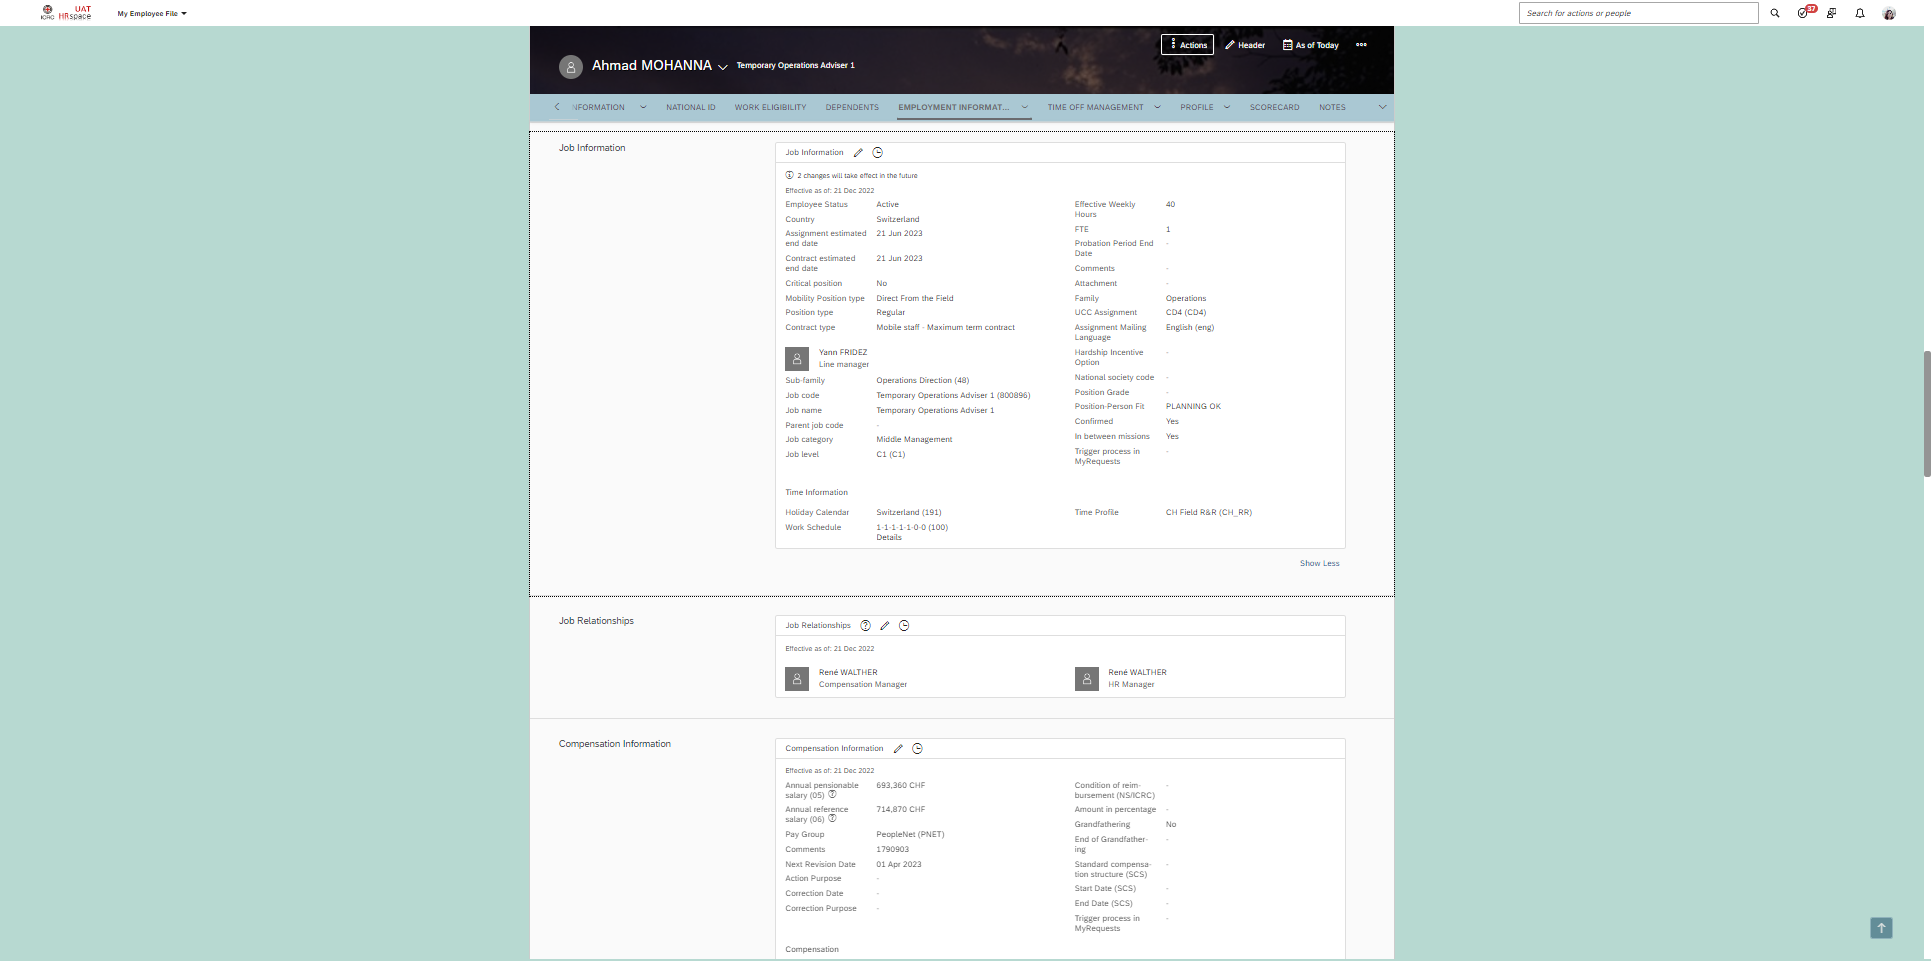 ICRC
UAT
HRspace
My Employee File
Search for actions or people
37
Actions
Header
As of Today
Ahmad MOHANNA
Temporary Operations Adviser 1
NFORMATION
NATIONAL ID
WORK ELIGIBILITY
DEPENDENTS
EMPLOYMENT INFORMAT...
TIME OFF MANAGEMENT
PROFILE
SCORECARD
NOTES
Job Information
Job Information
2 changes will take effect in the future
Effective as of: 21 Dec 2022
Employee Status Active
Country Switzerland
Assignment estimated
end date
21 Jun 2023
Contract estimated
end date
21 Jun 2023
Critical position No
Mobility Position type Direct From the Field
Position type Regular
Contract type Mobile staff - Maximum term contract
Yann FRIDEZ
Line manager
Sub-family Operations Direction (48)
Job code Temporary Operations Adviser 1 (800896)
Job name Temporary Operations Adviser 1
Parent job code -
Job category Middle Management
Job level C1 (C1)
Effective Weekly
Hours
40
FTE 1
Probation Period End
Date
-
Comments -
Attachment -
Family Operations
UCC Assignment CD4 (CD4)
Assignment Mailing
Language
English (eng)
Hardship Incentive
Option
-
National society code -
Position Grade -
Position-Person Fit PLANNING OK
Confirmed Yes
In between missions Yes
Trigger process in
MyRequests
-
Time Information
Holiday Calendar Switzerland (191)
Work Schedule 1-1-1-1-1-0-0 (100)
Details
Time Profile CH Field R&R (CH_RR)
Show Less
Job Relationships
Job Relationships
Effective as of: 21 Dec 2022
René WALTHER
Compensation Manager
René WALTHER
HR Manager
Compensation Information
Compensation Information
Effective as of: 21 Dec 2022
Annual pensionable
salary (05)
693,360 CHF
Annual reference
salary (06)
714,870 CHF
Pay Group PeopleNet (PNET)
Comments 1790903
Next Revision Date 01 Apr 2023
Action Purpose -
Correction Date -
Correction Purpose -
Condition of reim-
bursement (NS/ICRC)
-
Amount in percentage -
Grandfathering No
End of Grandfather-
ing
-
Standard compensa-
tion structure (SCS)
-
Start Date (SCS) -
End Date (SCS) -
Trigger process in
MyRequests
-
Compensation